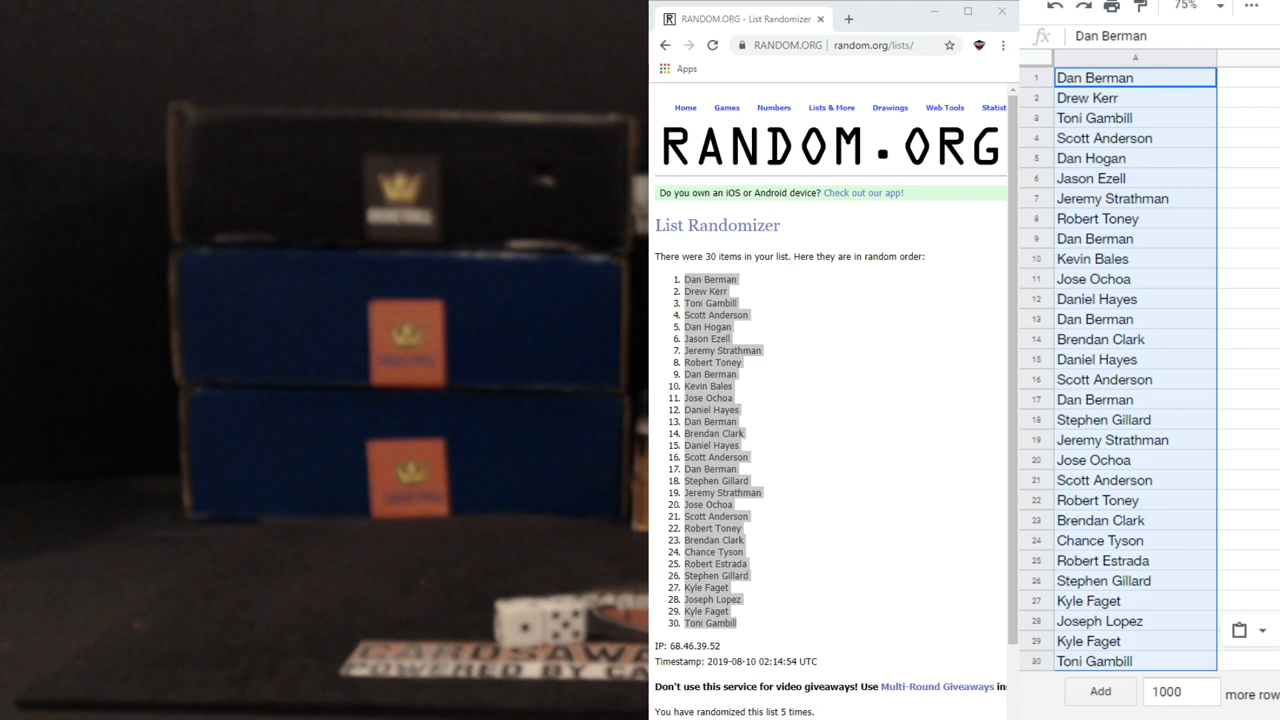 RANDOM.ORG - List Randomizer
RANDOM.ORG
random.org/lists/
Apps
Home Games Numbers Lists & More Drawings Web Tools Statist
RANDOM.ORG
Do you own an iOS or Android device? Check out our app!
List Randomizer
There were 30 items in your list. Here they are in random order:
1. Dan Berman
2. Drew Kerr
3. Toni Gambill
4. Scott Anderson
5. Dan Hogan
6. Jason Ezell
7. Jeremy Strathman
8. Robert Toney
9. Dan Berman
10. Kevin Bales
11. Jose Ochoa
12. Daniel Hayes
13. Dan Berman
14. Brendan Clark
15. Daniel Hayes
16. Scott Anderson
17. Dan Berman
18. Stephen Gillard
19. Jeremy Strathman
20. Jose Ochoa
21. Scott Anderson
22. Robert Toney
23. Brendan Clark
24. Chance Tyson
25. Robert Estrada
26. Stephen Gillard
27. Kyle Faget
28. Joseph Lopez
29. Kyle Faget
30. Toni Gambill
IP: 68.46.39.52
Timestamp: 2019-08-10 02:14:54 UTC
Don't use this service for video giveaways! Use Multi-Round Giveaways in
You have randomized this list 5 times.
75%
fx Dan Berman
A
1 Dan Berman
2 Drew Kerr
3 Toni Gambill
4 Scott Anderson
5 Dan Hogan
6 Jason Ezell
7 Jeremy Strathman
8 Robert Toney
9 Dan Berman
10 Kevin Bales
11 Jose Ochoa
12 Daniel Hayes
13 Dan Berman
14 Brendan Clark
15 Daniel Hayes
16 Scott Anderson
17 Dan Berman
18 Stephen Gillard
19 Jeremy Strathman
20 Jose Ochoa
21 Scott Anderson
22 Robert Toney
23 Brendan Clark
24 Chance Tyson
25 Robert Estrada
26 Stephen Gillard
27 Kyle Faget
28 Joseph Lopez
29 Kyle Faget
30 Toni Gambill
Add 1000 more row